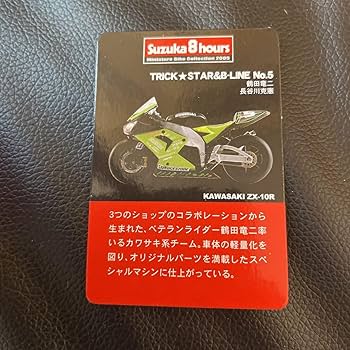 Suzuka 8 hours
Miniature Bike Collection 2005
TRICK★STAR&B-LINE No.5
鶴田竜二
長谷川克憲
KAWASAKI ZX-10R
3つのショップのコラボレーションから
生まれた、ベテランライダー鶴田竜二率
いるカワサキ系チーム。車体の軽量化を
図り、オリジナルパーツを満載したスペ
シャルマシンに仕上がっている。